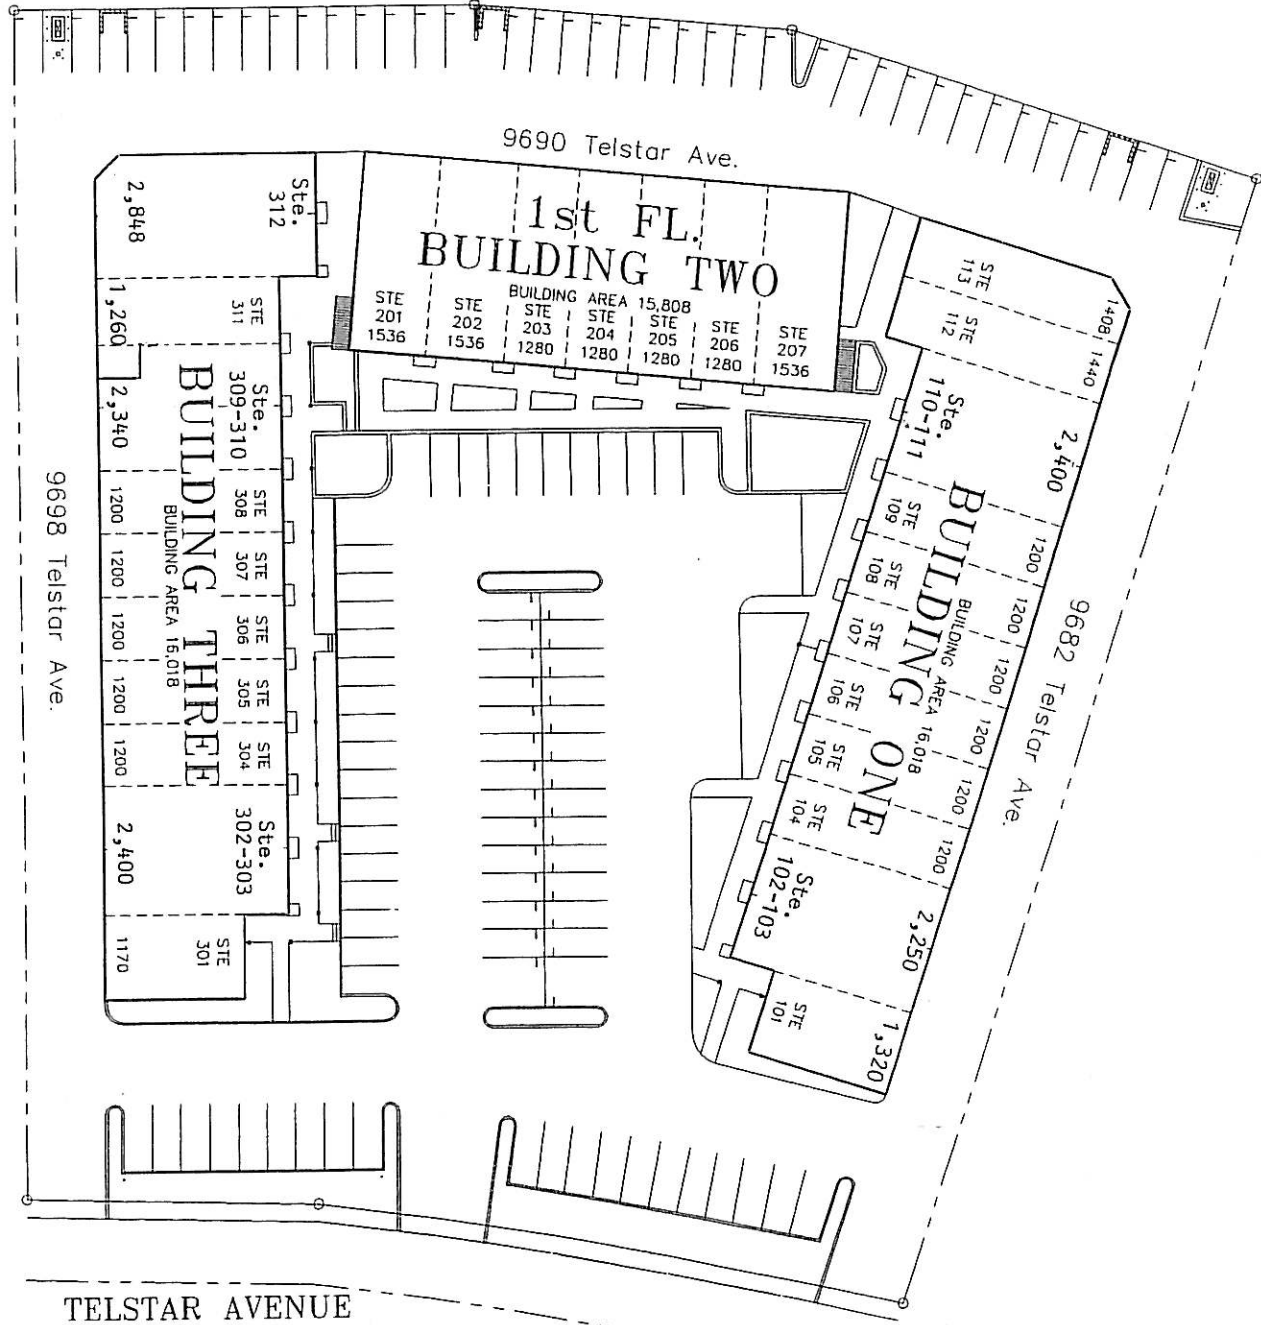 9690 Telstar Ave.
1st FL.
BUILDING TWO
BUILDING AREA 15,808
STE
201
1536
STE
202
1536
STE
203
1280
STE
204
1280
STE
205
1280
STE
206
1280
STE
207
1536
9698 Telstar Ave.
BUILDING THREE
BUILDING AREA 16,018
Ste.
312
2,848
STE
311
1,260
Ste.
309-310
2,340
STE
308
1200
STE
307
1200
STE
306
1200
STE
305
1200
STE
304
1200
Ste.
302-303
2,400
STE
301
1170
9682 Telstar Ave.
BUILDING ONE
BUILDING AREA 16,018
STE
113
1408
STE
112
1440
Ste.
110-111
2,400
STE
109
1200
STE
108
1200
STE
107
1200
STE
106
1200
STE
105
1200
STE
104
1200
Ste.
102-103
2,250
STE
101
1,320
TELSTAR AVENUE